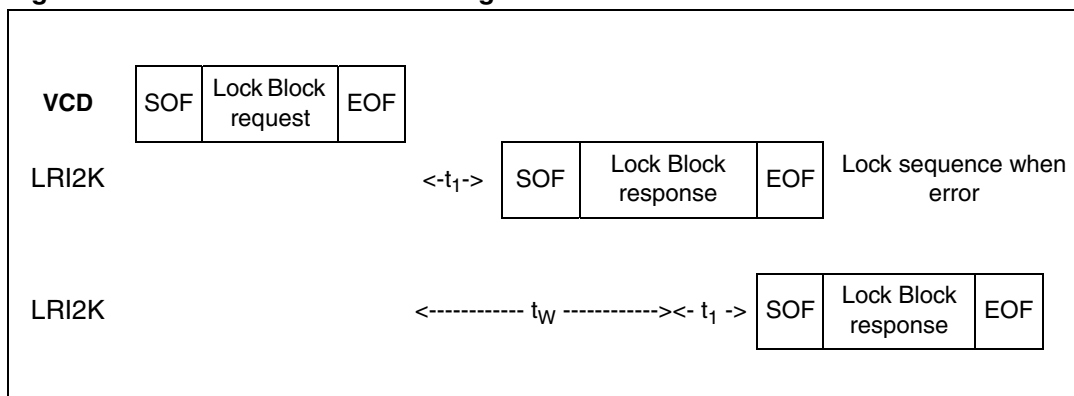 VCD SOF Lock Block request EOF
LRI2K <-t1-> SOF Lock Block response EOF Lock sequence when error
LRI2K <------------ tW ------------><- t1 -> SOF Lock Block response EOF